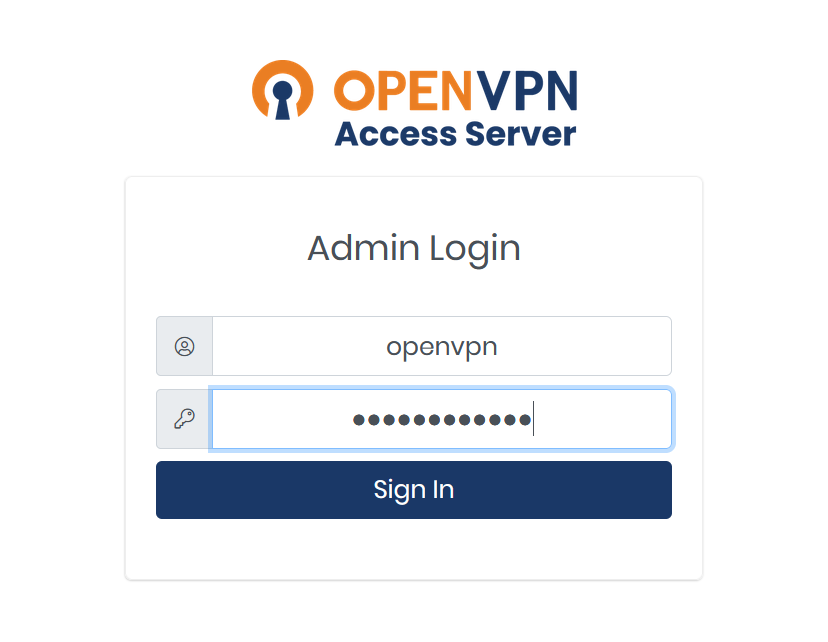 OPENVPN
Access Server
Admin Login
openvpn
••••••••••••
Sign In